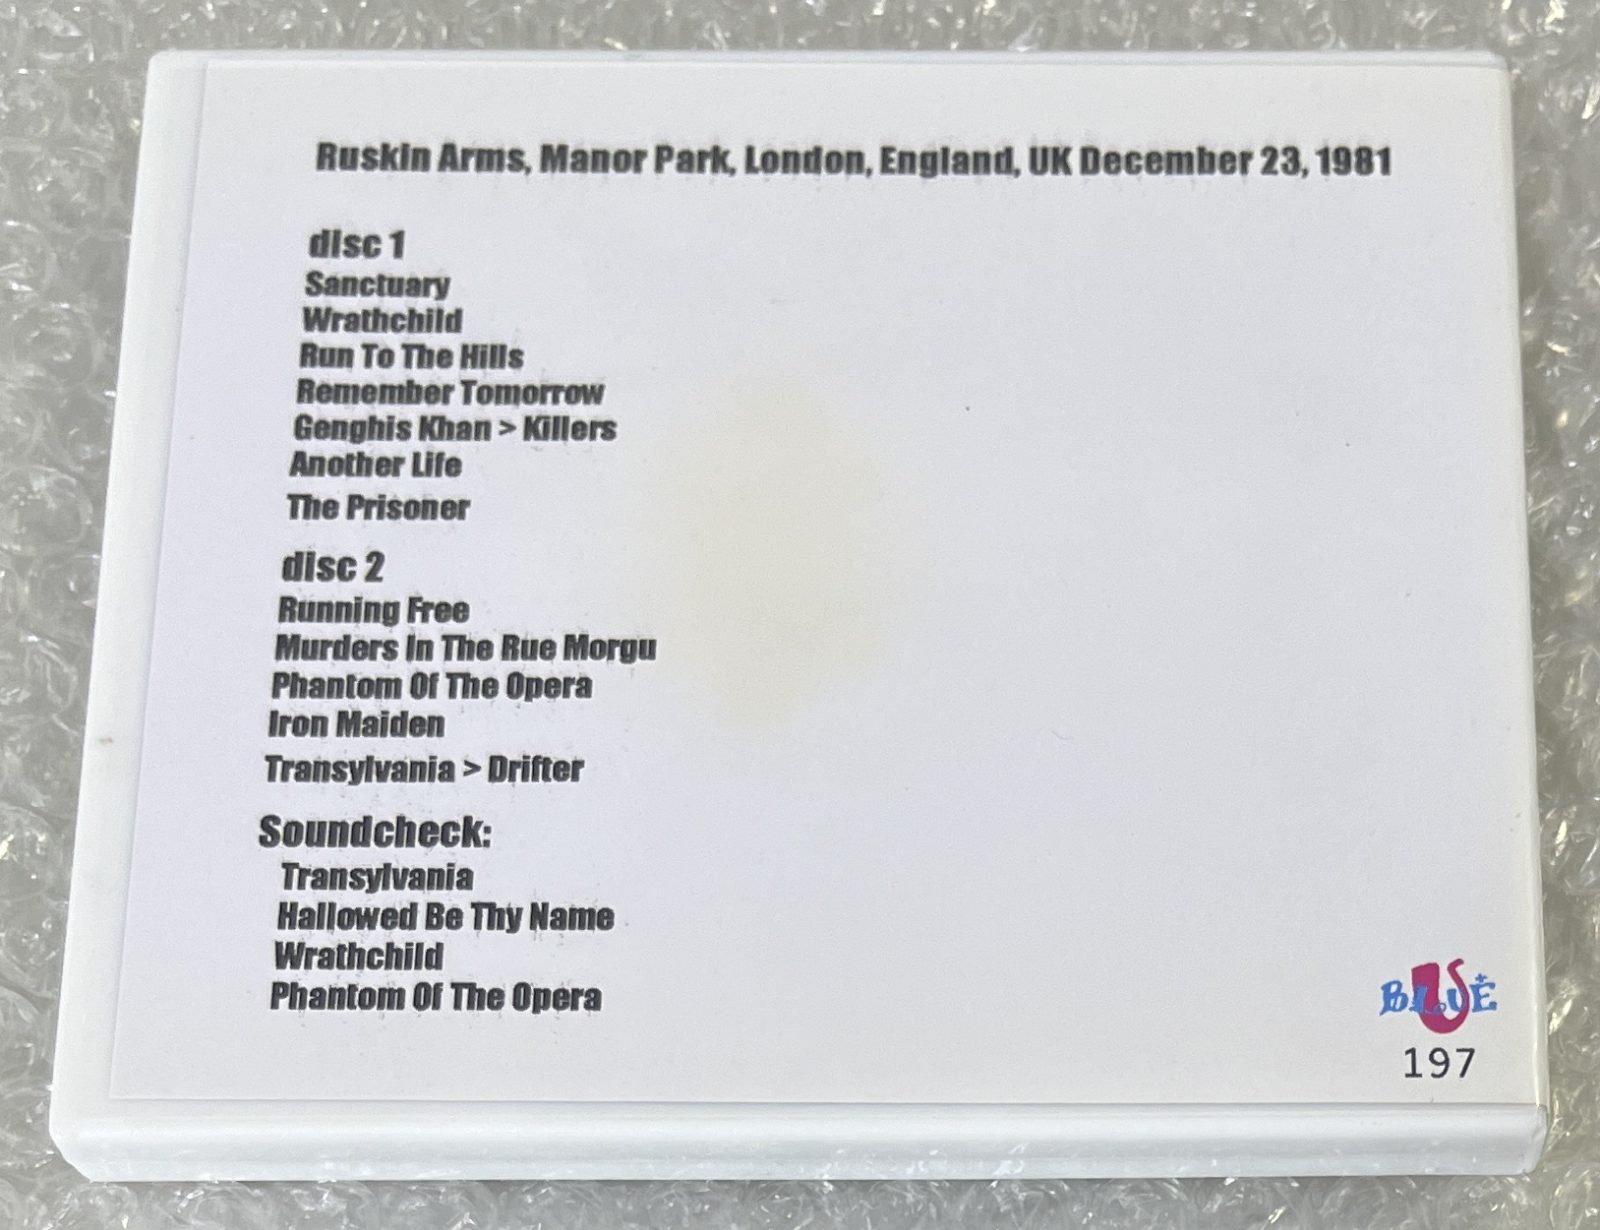 Ruskin Arms, Manor Park, London, England, UK December 23, 1981
disc 1
Sanctuary
Wrathchild
Run To The Hills
Remember Tomorrow
Genghis Khan > Killers
Another Life
The Prisoner
disc 2
Running Free
Murders In The Rue Morgu
Phantom Of The Opera
Iron Maiden
Transylvania > Drifter
Soundcheck:
Transylvania
Hallowed Be Thy Name
Wrathchild
Phantom Of The Opera
BLUE
197